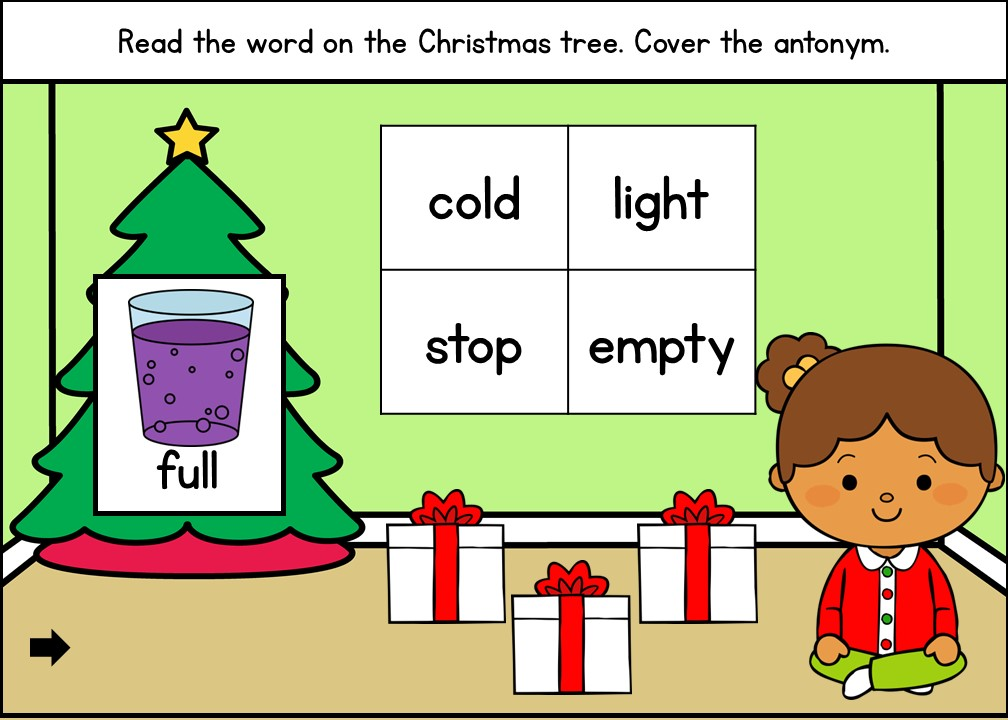 Read the word on the Christmas tree. Cover the antonym.
cold light
stop empty
full